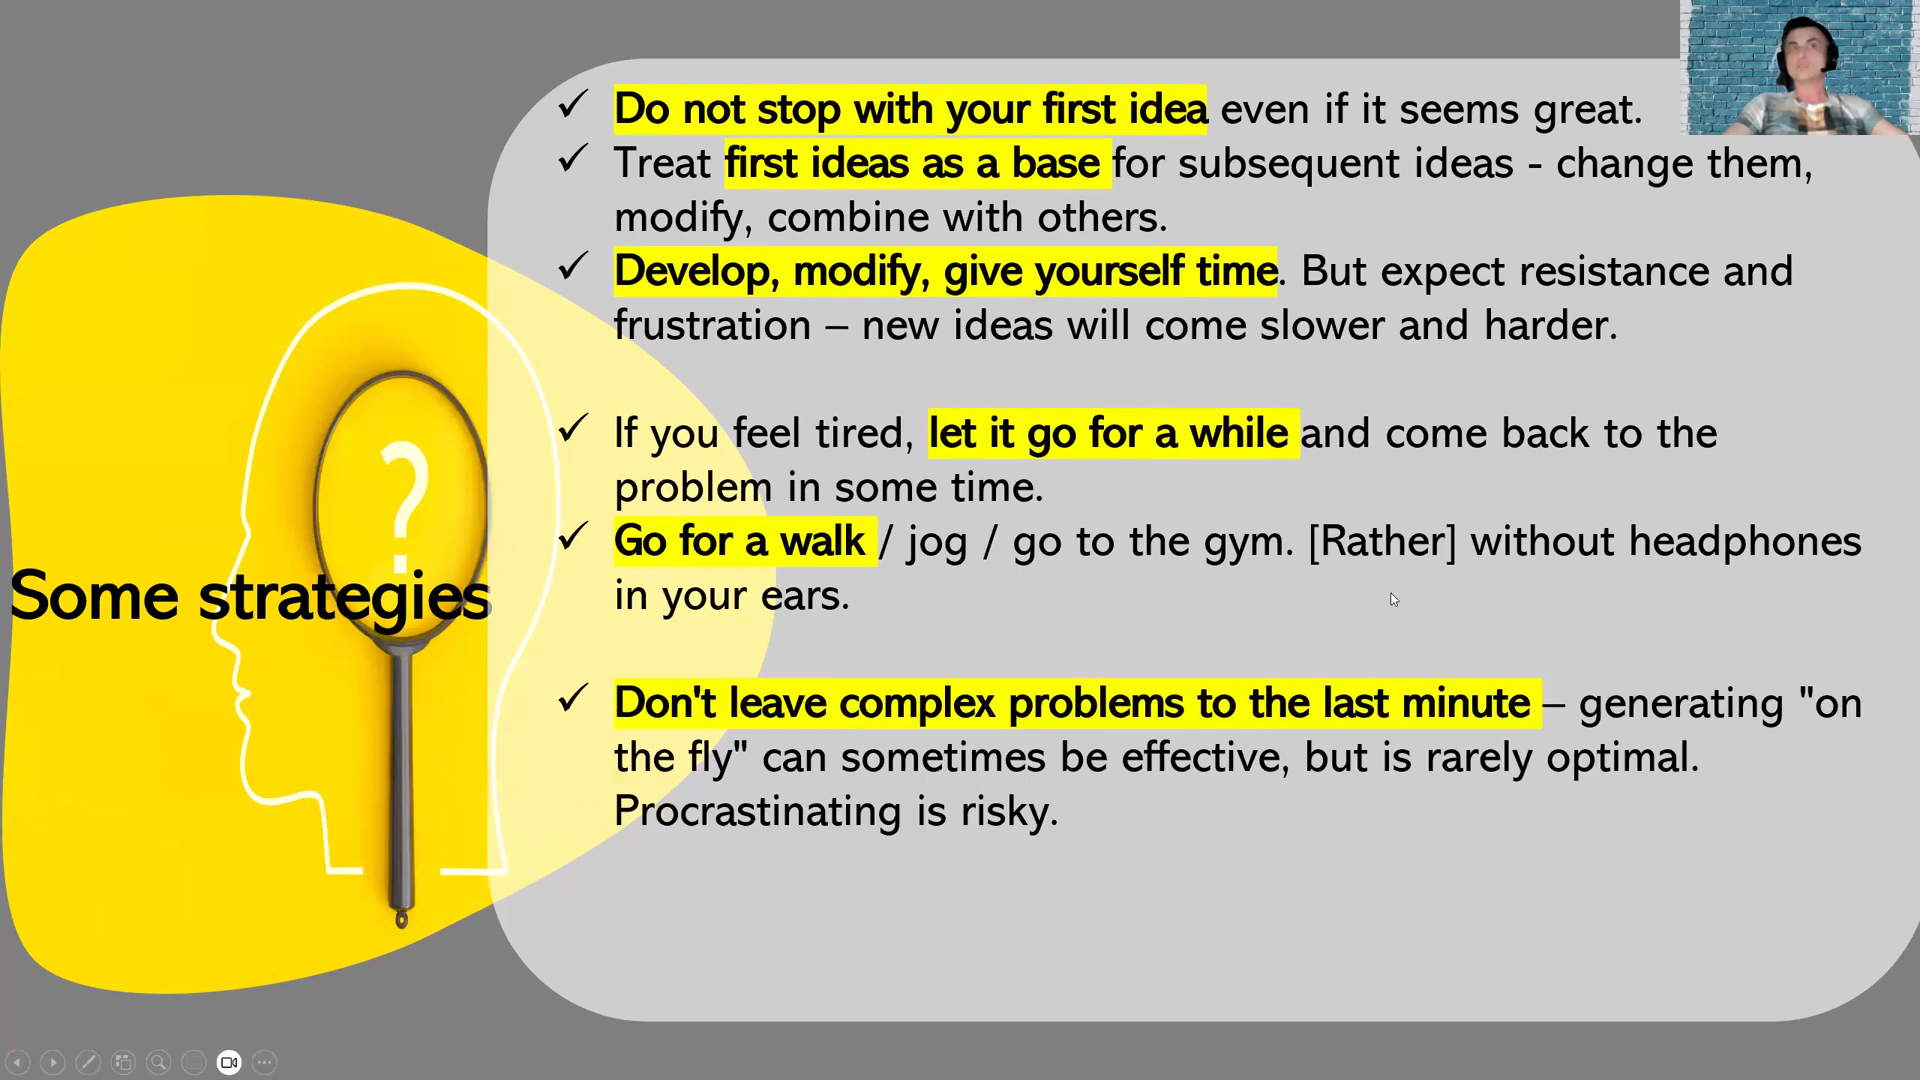 ✓ Do not stop with your first idea even if it seems great.
✓ Treat first ideas as a base for subsequent ideas - change them,
modify, combine with others.
✓ Develop, modify, give yourself time. But expect resistance and
frustration – new ideas will come slower and harder.
✓ If you feel tired, let it go for a while and come back to the
problem in some time.
✓ Go for a walk / jog / go to the gym. [Rather] without headphones
in your ears.
✓ Don't leave complex problems to the last minute – generating "on
the fly" can sometimes be effective, but is rarely optimal.
Procrastinating is risky.
?
Some strategies